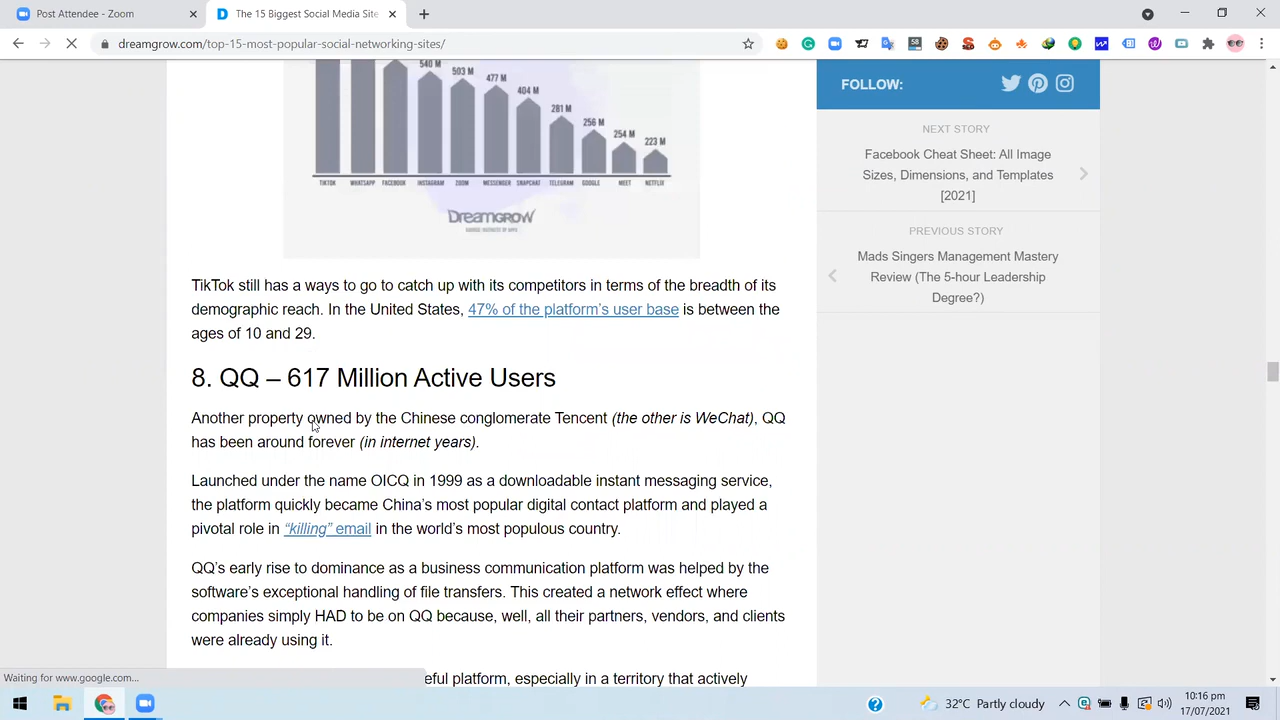 Post Attendee - Zoom
The 15 Biggest Social Media Site
dreamgrow.com/top-15-most-popular-social-networking-sites/
58
540 M
503 M
477 M
404 M
281 M
256 M
254 M
223 M
TIKTOK WHATSAPP FACEBOOK INSTAGRAM ZOOM MESSENGER SNAPCHAT TELEGRAM GOOGLE MEET NETFLIX
DREAMGROW
FOLLOW:
NEXT STORY
Facebook Cheat Sheet: All Image
Sizes, Dimensions, and Templates
[2021]
PREVIOUS STORY
Mads Singers Management Mastery
Review (The 5-hour Leadership
Degree?)
TikTok still has a ways to go to catch up with its competitors in terms of the breadth of its
demographic reach. In the United States, 47% of the platform's user base is between the
ages of 10 and 29.
8. QQ – 617 Million Active Users
Another property owned by the Chinese conglomerate Tencent (the other is WeChat), QQ
has been around forever (in internet years).
Launched under the name OICQ in 1999 as a downloadable instant messaging service,
the platform quickly became China's most popular digital contact platform and played a
pivotal role in "killing" email in the world's most populous country.
QQ's early rise to dominance as a business communication platform was helped by the
software's exceptional handling of file transfers. This created a network effect where
companies simply HAD to be on QQ because, well, all their partners, vendors, and clients
were already using it.
eful platform, especially in a territory that actively
Waiting for www.google.com...
32°C Partly cloudy
10:16 pm
17/07/2021